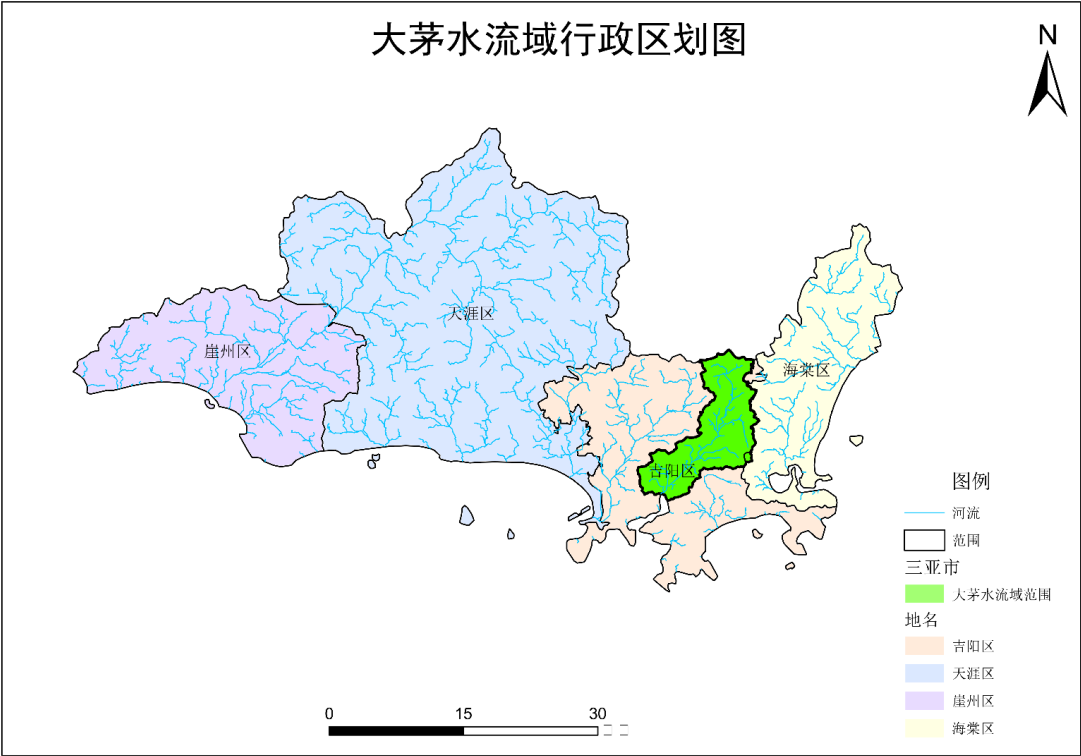 大茅水流域行政区划图
N
天涯区
崖州区
海棠区
吉阳区
图例
河流
范围
三亚市
大茅水流域范围
地名
吉阳区
天涯区
崖州区
海棠区
0 15 30